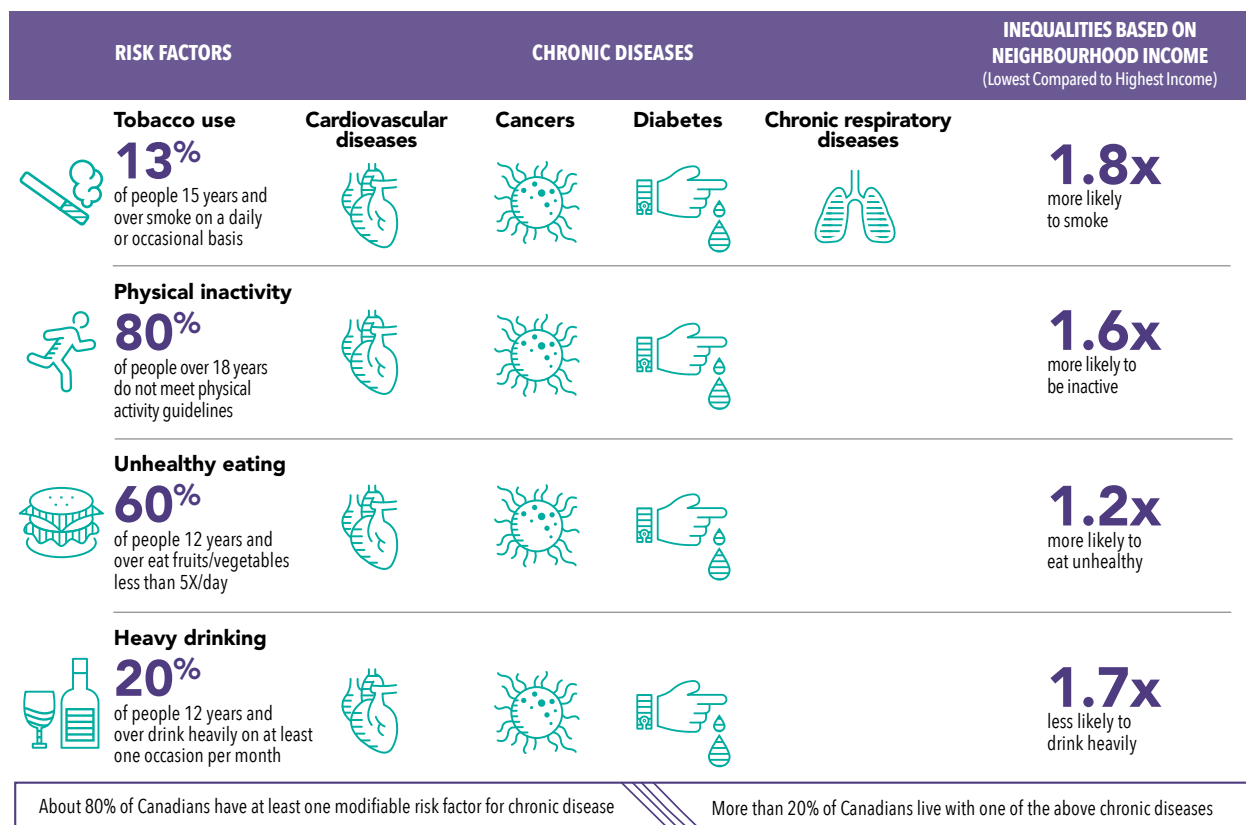 RISK FACTORS
CHRONIC DISEASES
INEQUALITIES BASED ON
NEIGHBOURHOOD INCOME
(Lowest Compared to Highest Income)
Tobacco use
13%
of people 15 years and
over smoke on a daily
or occasional basis
Cardiovascular
diseases
Cancers
Diabetes
Chronic respiratory
diseases
1.8x
more likely
to smoke
Physical inactivity
80%
of people over 18 years
do not meet physical
activity guidelines
1.6x
more likely to
be inactive
Unhealthy eating
60%
of people 12 years and
over eat fruits/vegetables
less than 5X/day
1.2x
more likely to
eat unhealthy
Heavy drinking
20%
of people 12 years and
over drink heavily on at least
one occasion per month
1.7x
less likely to
drink heavily
About 80% of Canadians have at least one modifiable risk factor for chronic disease
More than 20% of Canadians live with one of the above chronic diseases